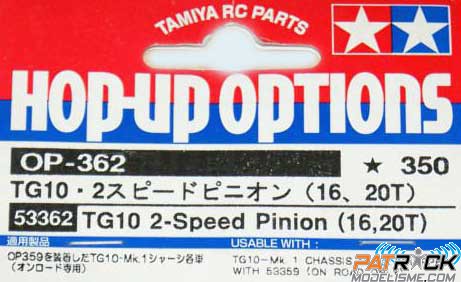 TAMIYA RC PARTS
HOP-UP OPTIONS
OP-362 ★ 350
TG10・2スピードピニオン (16、20T)
53362 TG10 2-Speed Pinion (16,20T)
適用製品
USABLE WITH :
OP359を装着したTG10-Mk.1シャーシ各車
(オンロード専用)
TG10-Mk. 1 CHASSIS
WITH 53359 (ON ROAD
PATROCK
MODELISME.COM